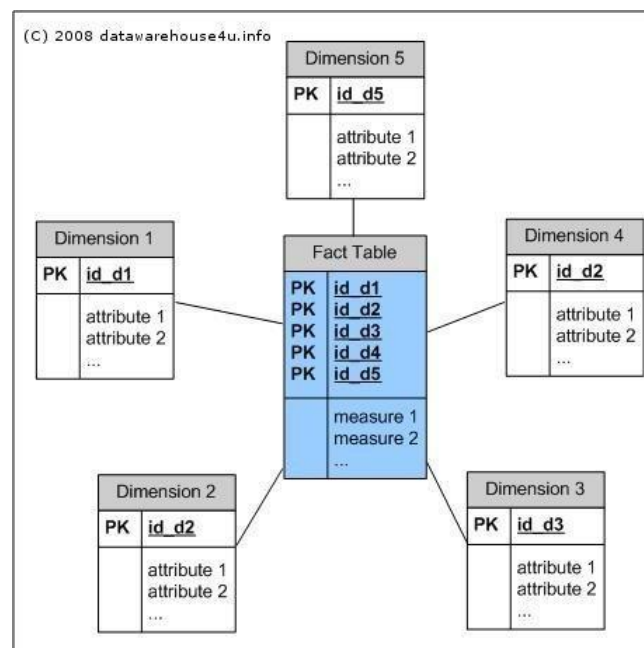 (C) 2008 datawarehouse4u.info
Dimension 5
PK id_d5
attribute 1
attribute 2
...
Dimension 1
PK id_d1
attribute 1
attribute 2
...
Fact Table
PK id_d1
PK id_d2
PK id_d3
PK id_d4
PK id_d5
measure 1
measure 2
...
Dimension 4
PK id_d2
attribute 1
attribute 2
...
Dimension 2
PK id_d2
attribute 1
attribute 2
...
Dimension 3
PK id_d3
attribute 1
attribute 2
...